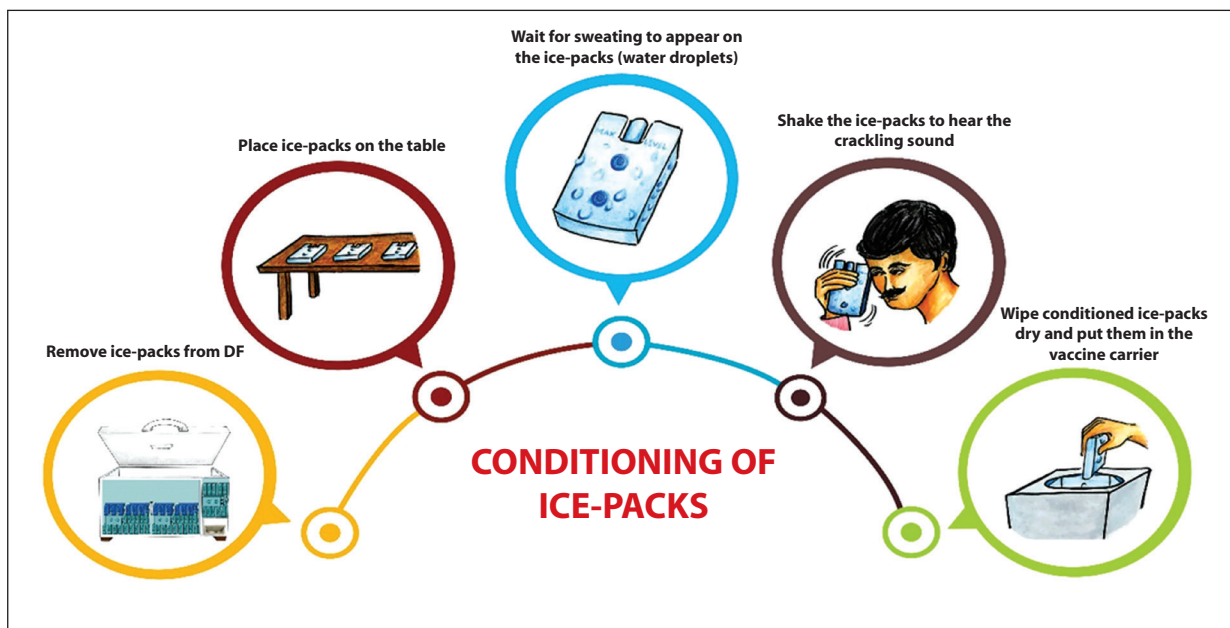 Remove ice-packs from DF
Place ice-packs on the table
Wait for sweating to appear on
the ice-packs (water droplets)
MAX LEVEL
Shake the ice-packs to hear the
crackling sound
Wipe conditioned ice-packs
dry and put them in the
vaccine carrier
CONDITIONING OF
ICE-PACKS